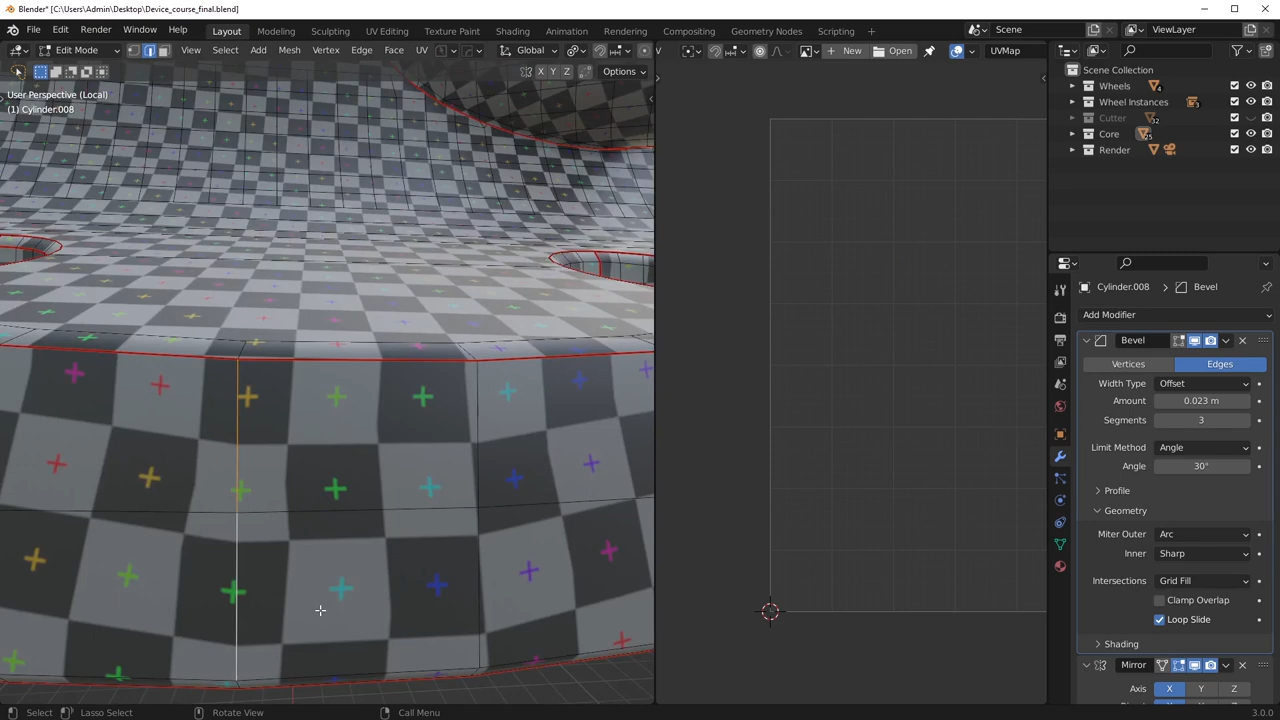 Blender* [C:\Users\Admin\Desktop\Device_course_final.blend]
File Edit Render Window Help Layout Modeling Sculpting UV Editing Texture Paint Shading Animation Rendering Compositing Geometry Nodes Scripting + Scene ViewLayer
Edit Mode View Select Add Mesh Vertex Edge Face UV Global New Open UVMap
X Y Z Options
User Perspective (Local)
(1) Cylinder.008
Scene Collection
Wheels 4
Wheel Instances 3
Cutter 32
Core 25
Render
Cylinder.008 > Bevel
Add Modifier
Bevel
Vertices Edges
Width Type Offset
Amount 0.023 m
Segments 3
Limit Method Angle
Angle 30°
Profile
Geometry
Miter Outer Arc
Inner Sharp
Intersections Grid Fill
Clamp Overlap
Loop Slide
Shading
Mirror
Axis X Y Z
Select Lasso Select Rotate View Call Menu 3.0.0